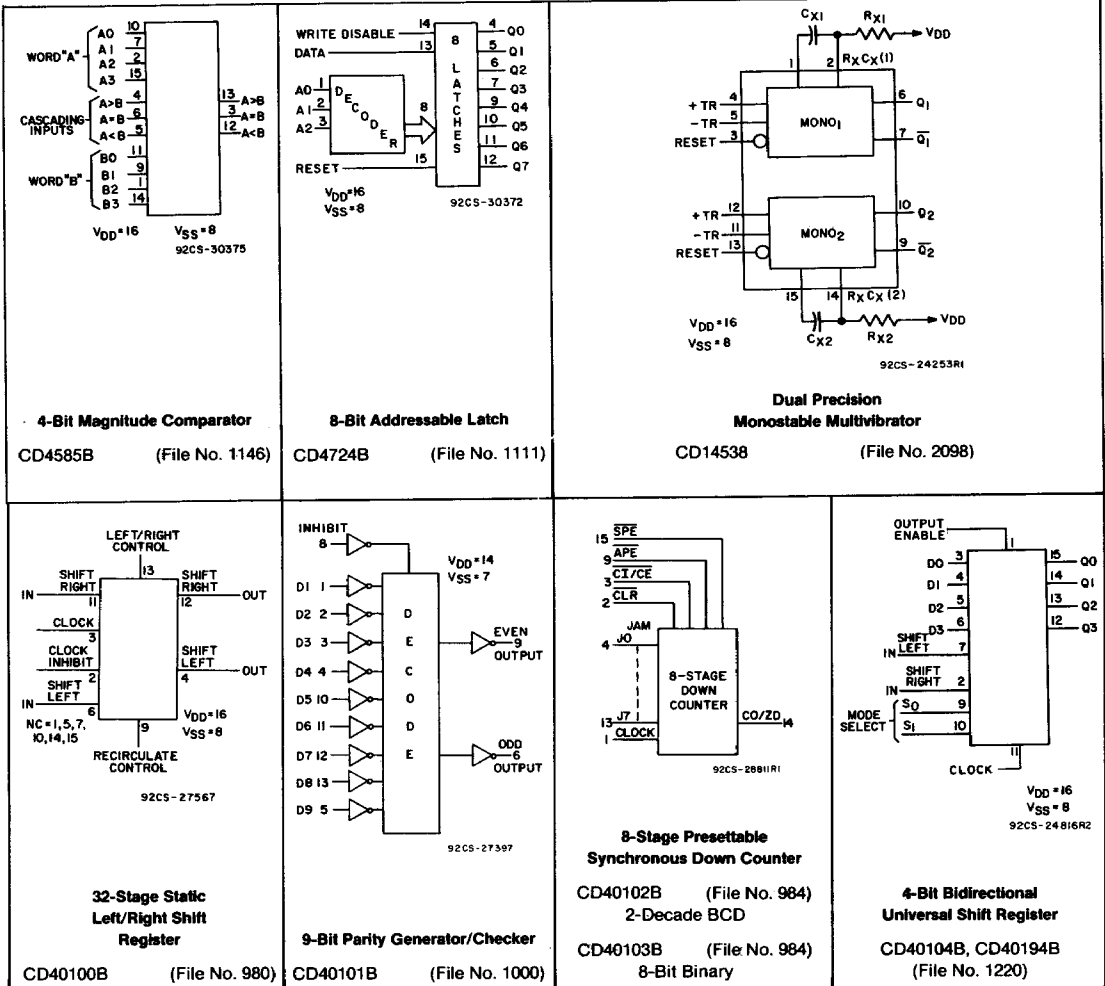 WORD "A"
A0 10
A1 7
A2 2
A3 15
CASCADING INPUTS
A>B 4
A=B 6
A<B 5
WORD "B"
B0 11
B1 9
B2 1
B3 14
13 A>B
3 A=B
12 A<B
VDD=16 VSS=8
92CS-30375
4-Bit Magnitude Comparator
CD4585B (File No. 1146)
WRITE DISABLE 14
DATA 13
A0 1
A1 2
A2 3
DECODER
8
RESET 15
8 LATCHES
4 Q0
5 Q1
6 Q2
7 Q3
9 Q4
10 Q5
11 Q6
12 Q7
VDD=16
VSS=8
92CS-30372
8-Bit Addressable Latch
CD4724B (File No. 1111)
CX1 RX1 VDD
1 2 RXCX(1)
+TR 4
-TR 5
RESET 3
MONO1
6 Q1
7 Q1
+TR 12
-TR 11
RESET 13
MONO2
10 Q2
9 Q2
15 14 RXCX(2)
CX2 RX2 VDD
VDD=16
VSS=8
92CS-24253R1
Dual Precision
Monostable Multivibrator
CD14538 (File No. 2098)
LEFT/RIGHT
CONTROL
13
SHIFT RIGHT
IN 11
SHIFT RIGHT
12 OUT
CLOCK
3
CLOCK INHIBIT
2
SHIFT LEFT
4 OUT
SHIFT LEFT
IN 6
NC=1,5,7,
10,14,15
9
VDD=16
VSS=8
RECIRCULATE
CONTROL
92CS-27567
32-Stage Static
Left/Right Shift
Register
CD40100B (File No. 980)
INHIBIT
8
VDD=14
VSS=7
D1 1
D2 2
D3 3
D4 4
D5 10
D6 11
D7 12
D8 13
D9 5
DECODE
EVEN
9
OUTPUT
ODD
6
OUTPUT
92CS-27397
9-Bit Parity Generator/Checker
CD40101B (File No. 1000)
15 SPE
9 APE
3 CI/CE
2 CLR
JAM
4 J0
13 J7
1 CLOCK
8-STAGE
DOWN
COUNTER
CO/ZD 14
92CS-28811R1
8-Stage Presettable
Synchronous Down Counter
CD40102B (File No. 984)
2-Decade BCD
CD40103B (File No. 984)
8-Bit Binary
OUTPUT
ENABLE
1
D0 3
D1 4
D2 5
D3 6
SHIFT LEFT
IN 7
SHIFT RIGHT
IN 2
MODE SELECT
S0 9
S1 10
15 Q0
14 Q1
13 Q2
12 Q3
11
CLOCK
VDD=16
VSS=8
92CS-24816R2
4-Bit Bidirectional
Universal Shift Register
CD40104B, CD40194B
(File No. 1220)